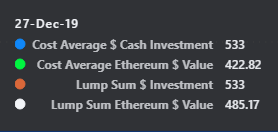 27-Dec-19
Cost Average $ Cash Investment 533
Cost Average Ethereum $ Value 422.82
Lump Sum $ Investment 533
Lump Sum Ethereum $ Value 485.17